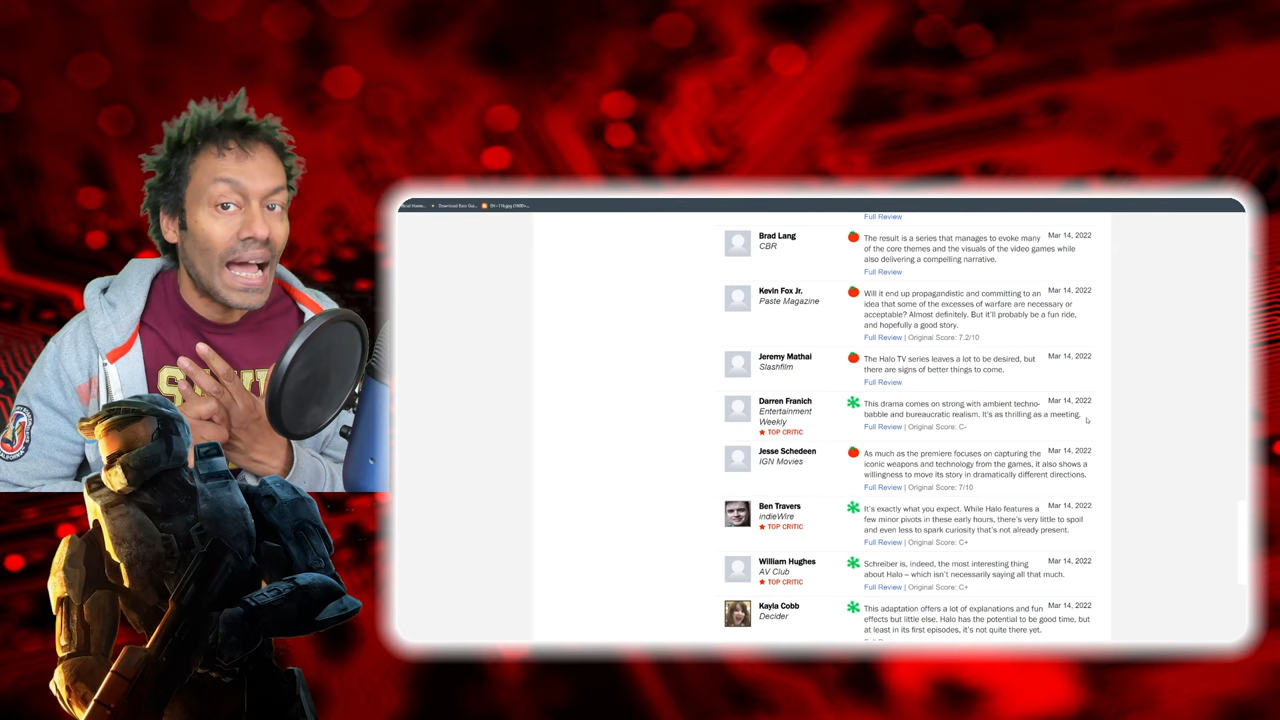 Download Euro Gui...
Full Review
Brad Lang
CBR
The result is a series that manages to evoke many
Mar 14, 2022
of the core themes and the visuals of the video games while
also delivering a compelling narrative.
Full Review
Kevin Fox Jr.
Paste Magazine
Will it end up propagandistic and committing to an
Mar 14, 2022
idea that some of the excesses of warfare are necessary or
acceptable? Almost definitely. But it'll probably be a fun ride,
and hopefully a good story.
Full Review | Original Score: 7.2/10
Jeremy Mathai
Slashfilm
The Halo TV series leaves a lot to be desired, but
Mar 14, 2022
there are signs of better things to come.
Full Review
Darren Franich
Entertainment
Weekly
TOP CRITIC
This drama comes on strong with ambient techno-
Mar 14, 2022
babble and bureaucratic realism. It's as thrilling as a meeting.
Full Review | Original Score: C-
Jesse Schedeen
IGN Movies
As much as the premiere focuses on capturing the
Mar 14, 2022
iconic weapons and technology from the games, it also shows a
willingness to move its story in dramatically different directions.
Full Review | Original Score: 7/10
Ben Travers
indieWire
TOP CRITIC
It's exactly what you expect. While Halo features a
Mar 14, 2022
few minor pivots in these early hours, there's very little to spoil
and even less to spark curiosity that's not already present.
Full Review | Original Score: C+
William Hughes
AV Club
TOP CRITIC
Schreiber is, indeed, the most interesting thing
Mar 14, 2022
about Halo – which isn't necessarily saying all that much.
Full Review | Original Score: C+
Kayla Cobb
Decider
This adaptation offers a lot of explanations and fun
Mar 14, 2022
effects but little else. Halo has the potential to be good time, but
at least in its first episodes, it's not quite there yet.